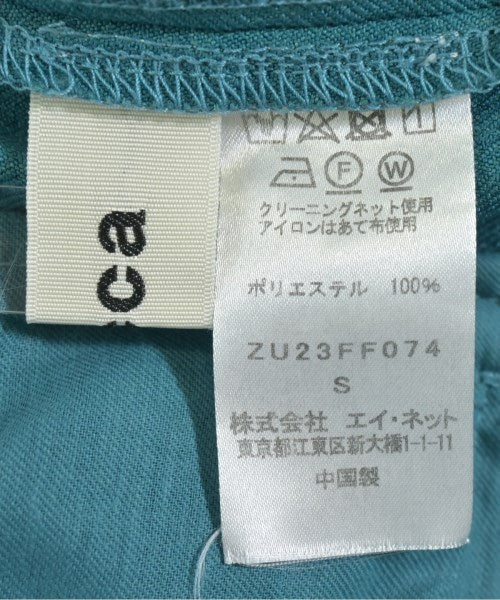 cca
F
W
クリーニングネット使用
アイロンはあて布使用
ポリエステル 100%
ZU23FF074
S
株式会社 エイ・ネット
東京都江東区新大橋1-1-11
中国製